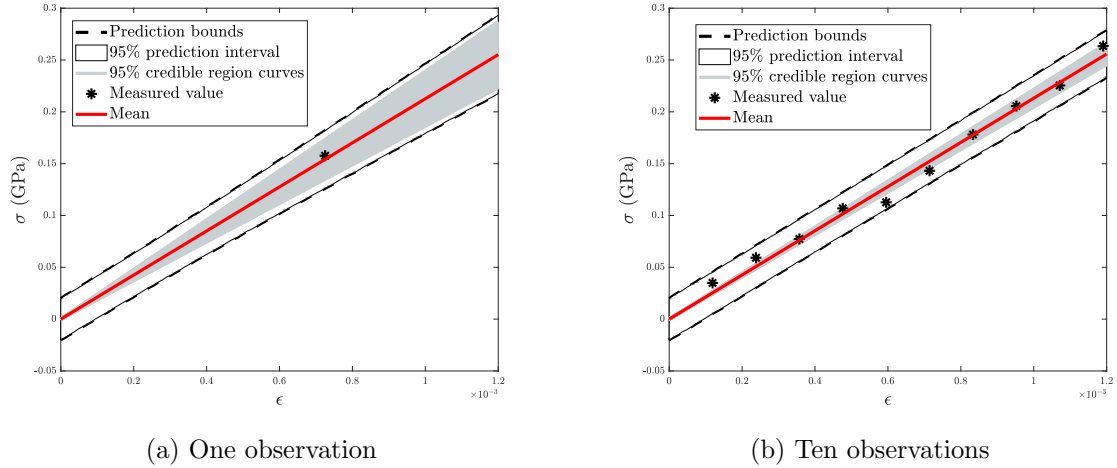 Prediction bounds
95% prediction interval
95% credible region curves
Measured value
Mean
0.3
0.25
0.2
0.15
0.1
0.05
0
-0.05
σ (GPa)
0
0.2
0.4
0.6
0.8
1
1.2
×10⁻³
ϵ
(a) One observation
Prediction bounds
95% prediction interval
95% credible region curves
Measured value
Mean
0.3
0.25
0.2
0.15
0.1
0.05
0
-0.05
σ (GPa)
0
0.2
0.4
0.6
0.8
1
1.2
×10⁻³
ϵ
(b) Ten observations